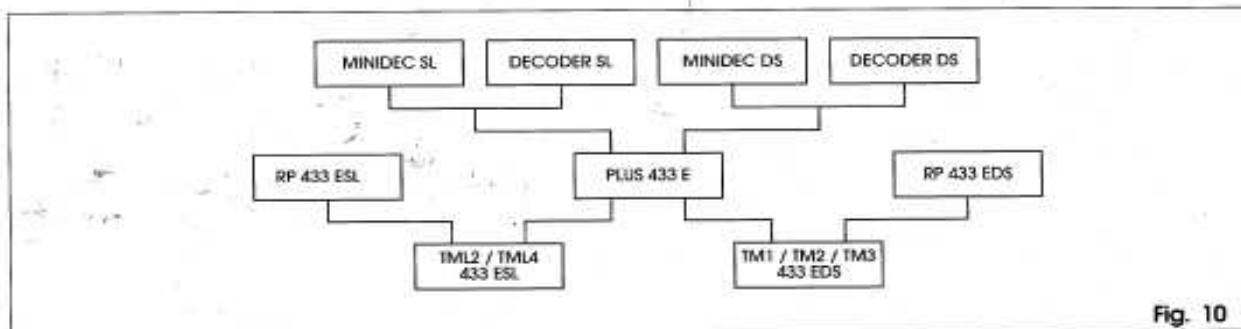 MINIDEC SL
DECODER SL
MINIDEC DS
DECODER DS
RP 433 ESL
PLUS 433 E
RP 433 EDS
TML2 / TML4
433 ESL
TM1 / TM2 / TM3
433 EDS
Fig. 10